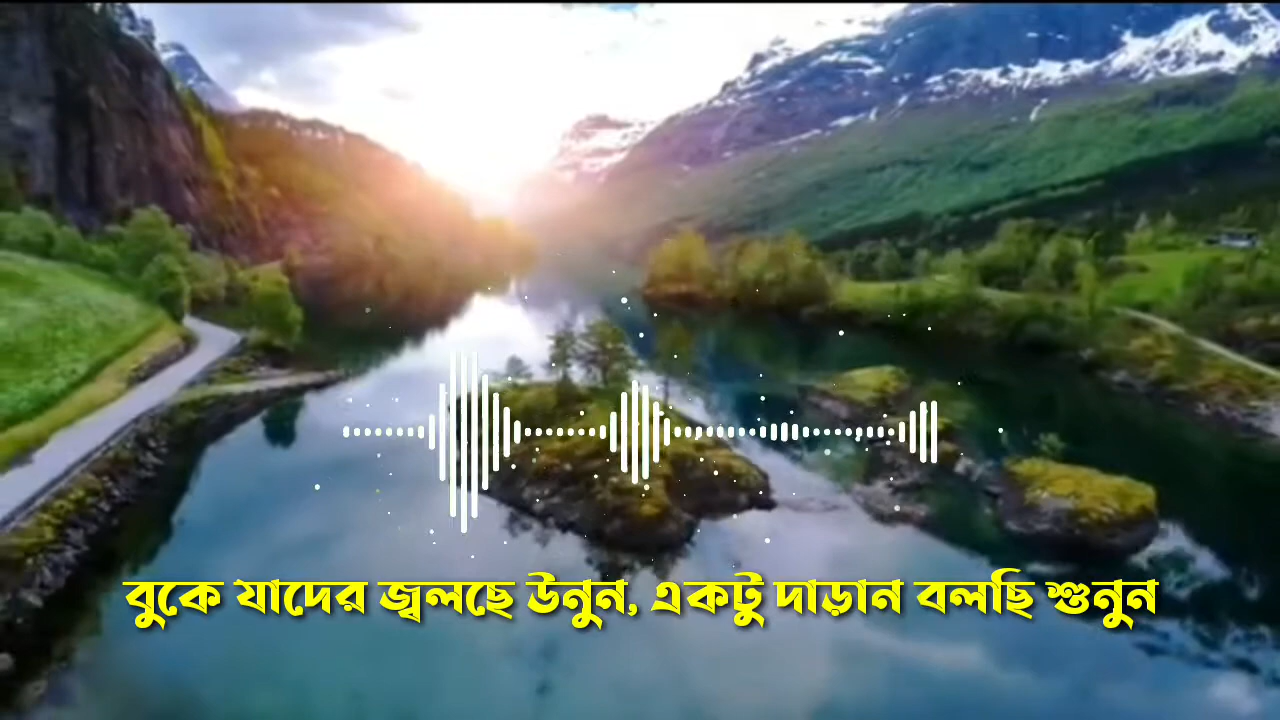 বুকে যাদের জ্বলছে উনুন, একটু দাড়ান বলছি শুনুন